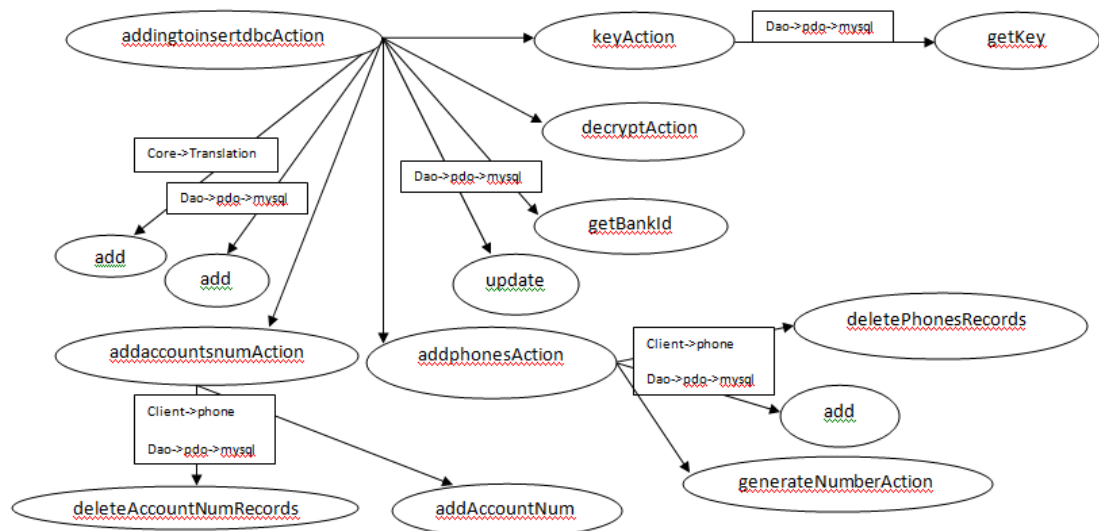 addingtoinsertdbcAction
keyAction
Dao->pdo->mysql
getKey
decryptAction
Core->Translation
Dao->pdo->mysql
Dao->pdo->mysql
getBankId
add
add
update
deletePhonesRecords
addaccountsnumAction
addphonesAction
Client->phone
Dao->pdo->mysql
Client->phone
Dao->pdo->mysql
add
generateNumberAction
deleteAccountNumRecords
addAccountNum